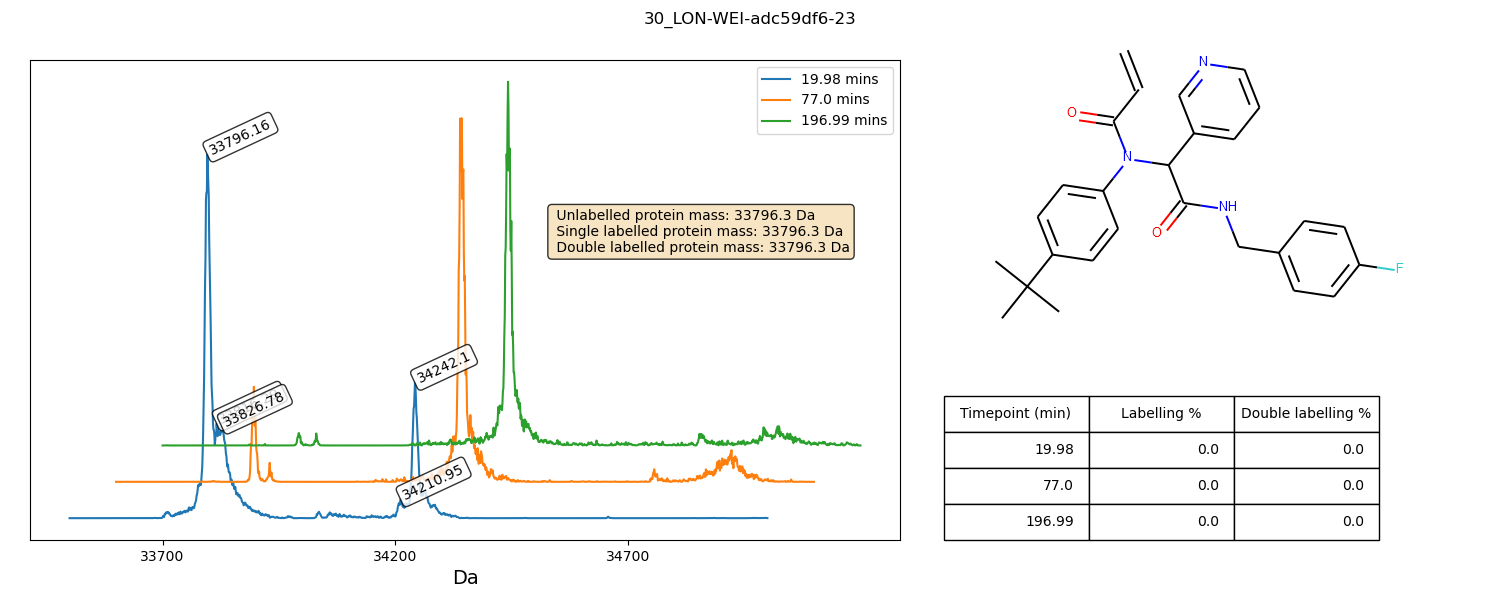 30_LON-WEI-adc59df6-23
19.98 mins
77.0 mins
196.99 mins
33796.16
Unlabelled protein mass: 33796.3 Da
Single labelled protein mass: 33796.3 Da
Double labelled protein mass: 33796.3 Da
34242.1
33826.78
34210.95
33700
34200
34700
Da
N
O
N
NH
O
F
Timepoint (min) Labelling % Double labelling %
19.98 0.0 0.0
77.0 0.0 0.0
196.99 0.0 0.0